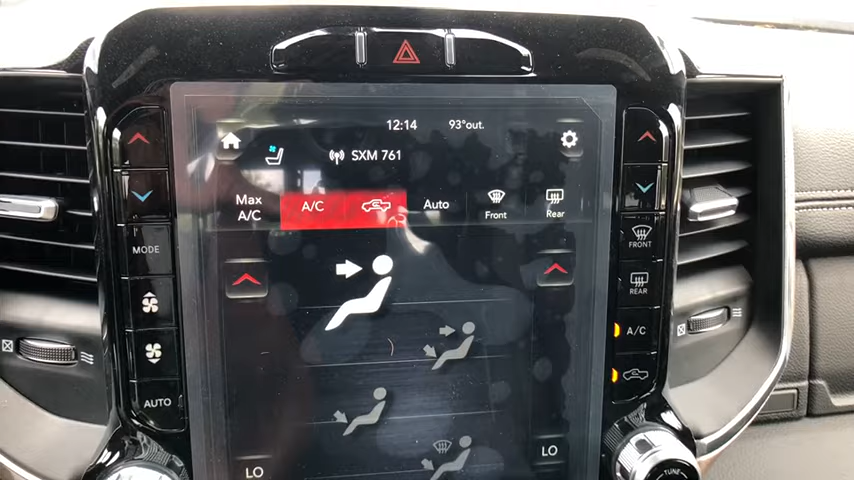 12:14 93°out.
SXM 761
Max A/C
A/C
Auto
Front
Rear
MODE
FRONT
REAR
A/C
AUTO
LO
LO
TUNE